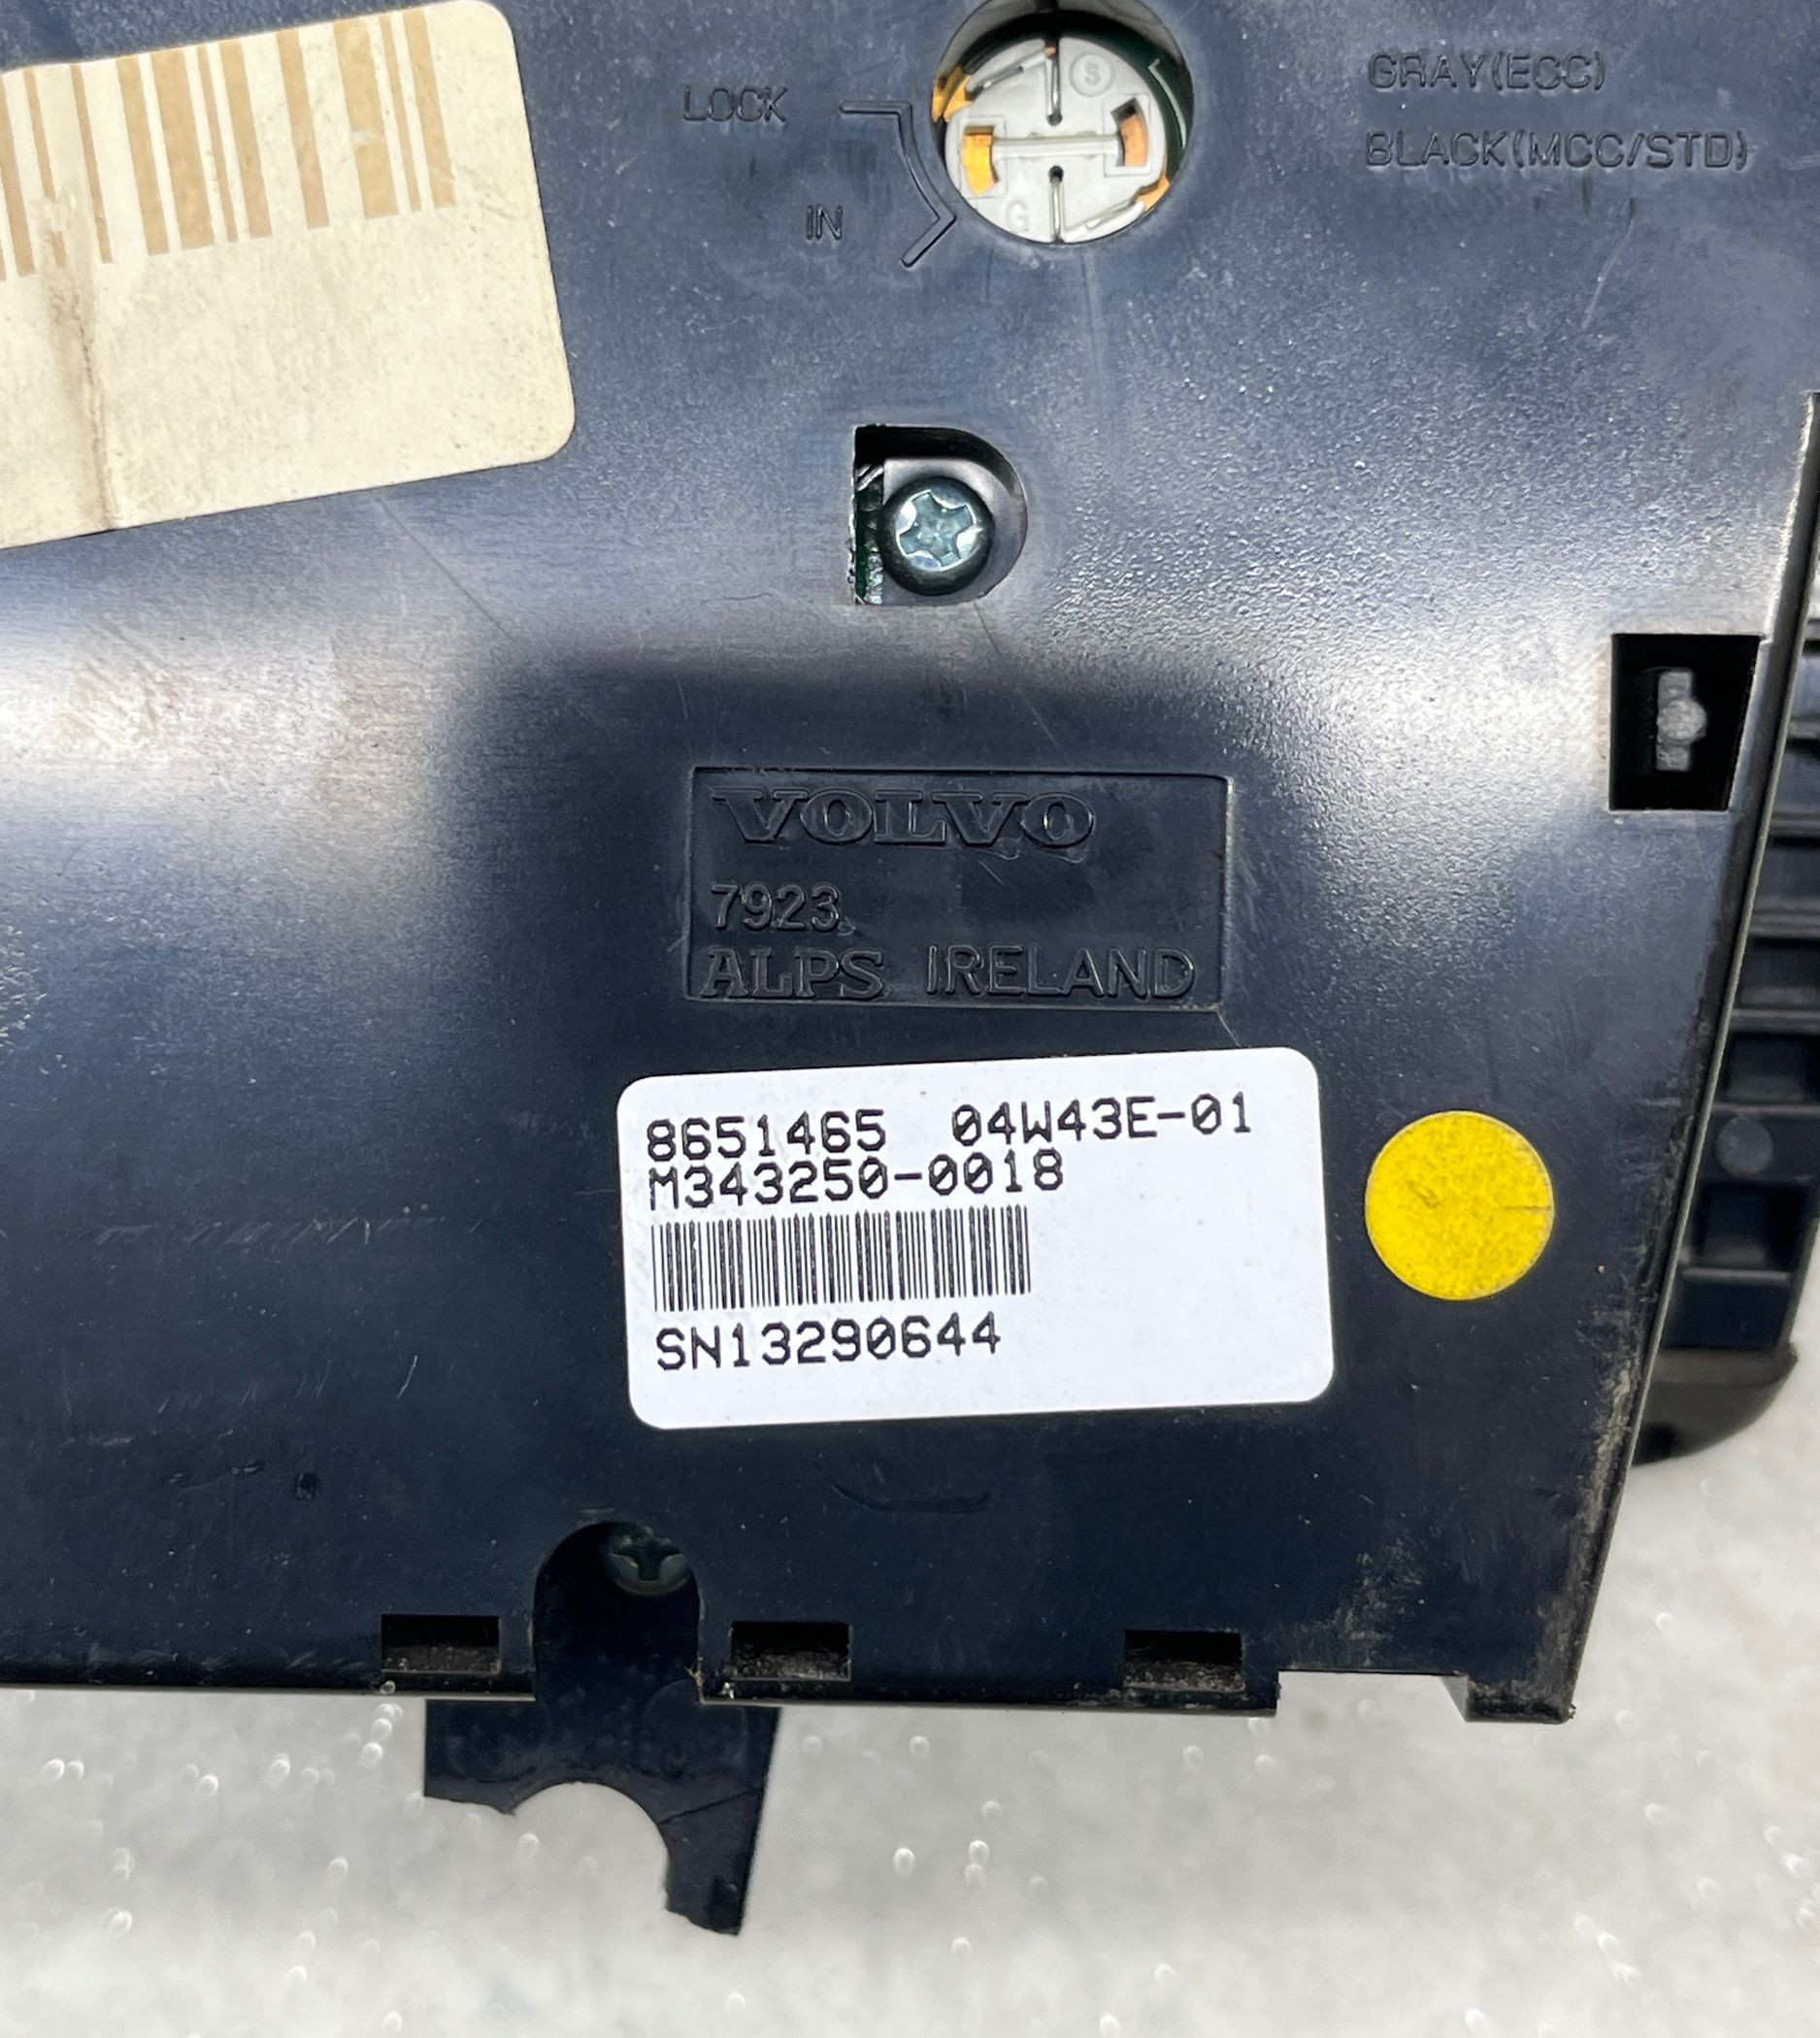 LOCK
IN
S
G
GRAY(ECC)
BLACK(MCC/STD)
VOLVO
7923
ALPS IRELAND
8651465 04W43E-01
M343250-0018
SN13290644